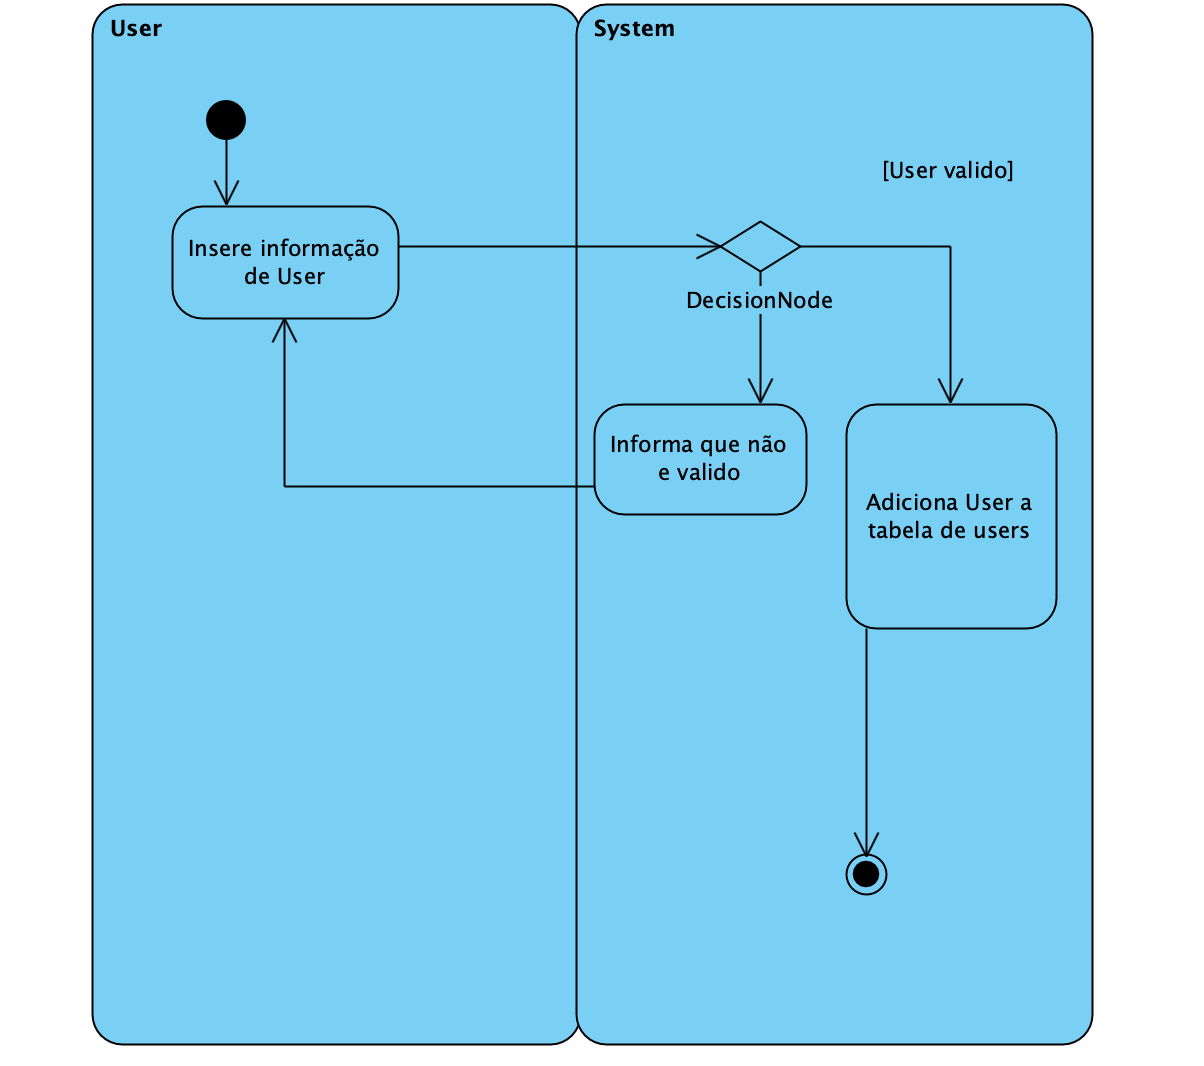 User
System
[User valido]
Insere informação
de User
DecisionNode
Informa que não
e valido
Adiciona User a
tabela de users